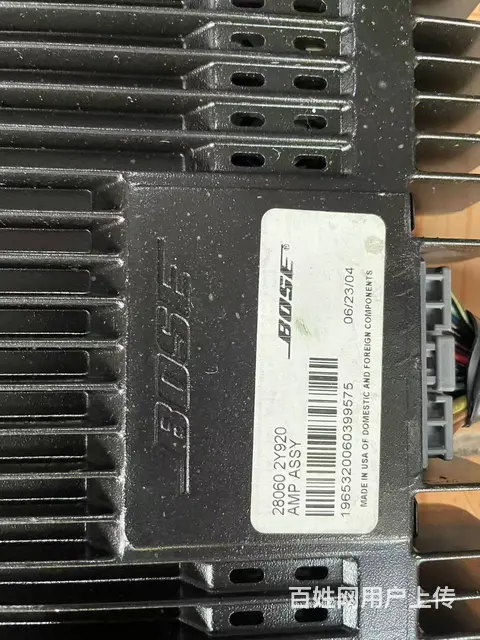 BOSE
BOSE®
06/23/04
28060 2Y920
AMP ASSY
1965320060399575
MADE IN USA OF DOMESTIC AND FOREIGN COMPONENTS
百姓网用户上传